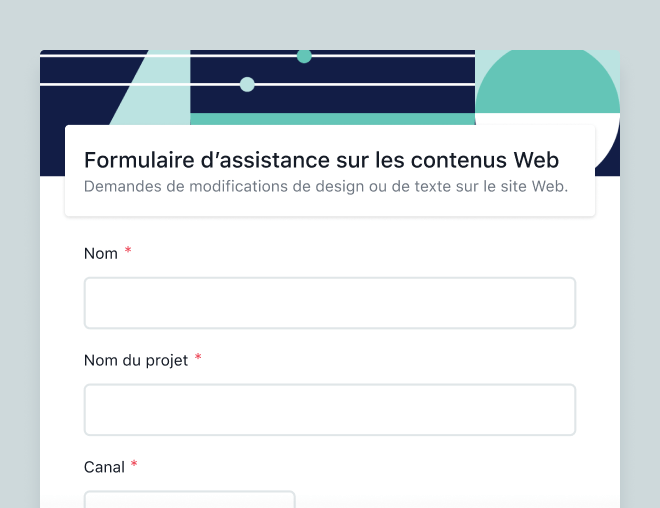 Formulaire d’assistance sur les contenus Web
Demandes de modifications de design ou de texte sur le site Web.
Nom *
Nom du projet *
Canal *